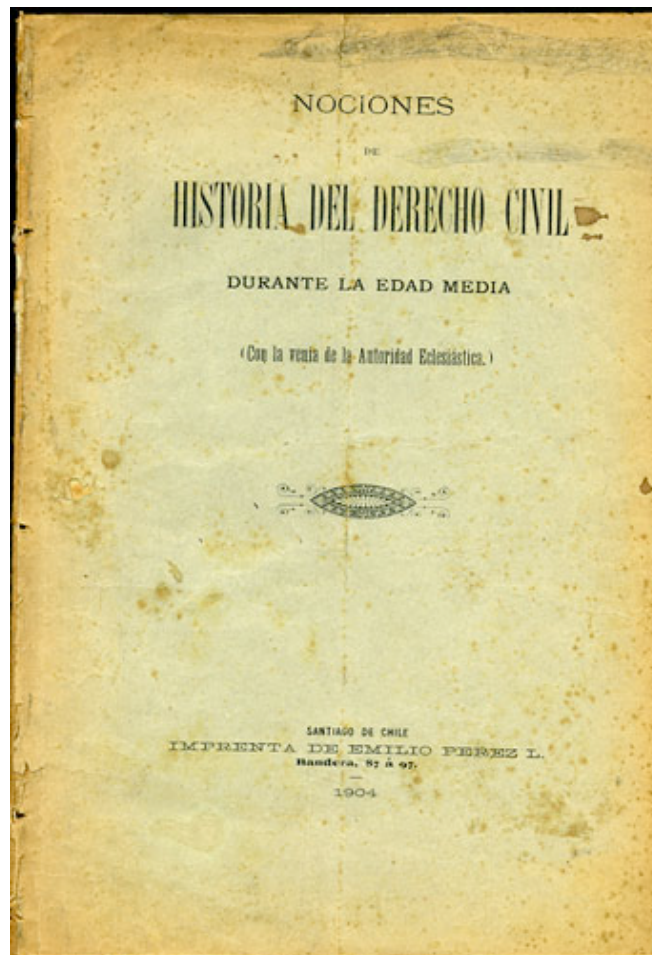 NOCIONES
DE
HISTORIA DEL DERECHO CIVIL
DURANTE LA EDAD MEDIA
(Con la venia de la Autoridad Eclesiástica.)
SANTIAGO DE CHILE
IMPRENTA DE EMILIO PEREZ L.
Bandera, 87 á 97.
1904